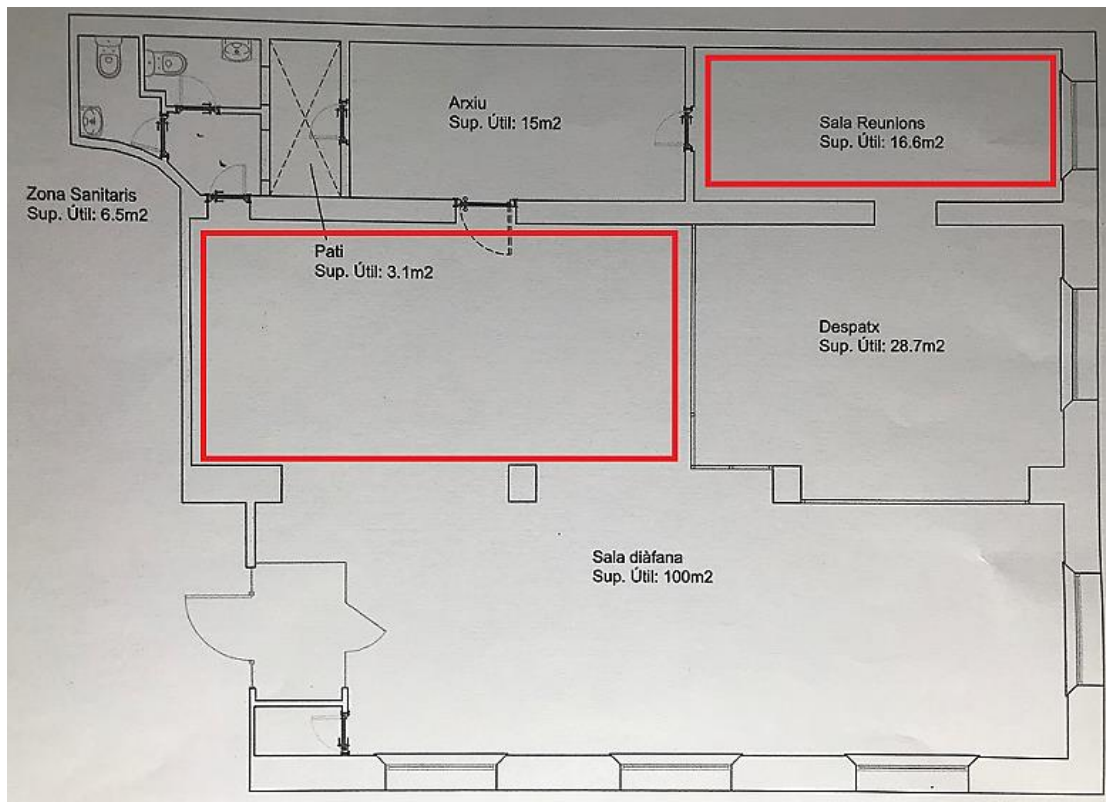 Arxiu
Sup. Útil: 15m2
Sala Reunions
Sup. Útil: 16.6m2
Zona Sanitaris
Sup. Útil: 6.5m2
Pati
Sup. Útil: 3.1m2
Despatx
Sup. Útil: 28.7m2
Sala diàfana
Sup. Útil: 100m2